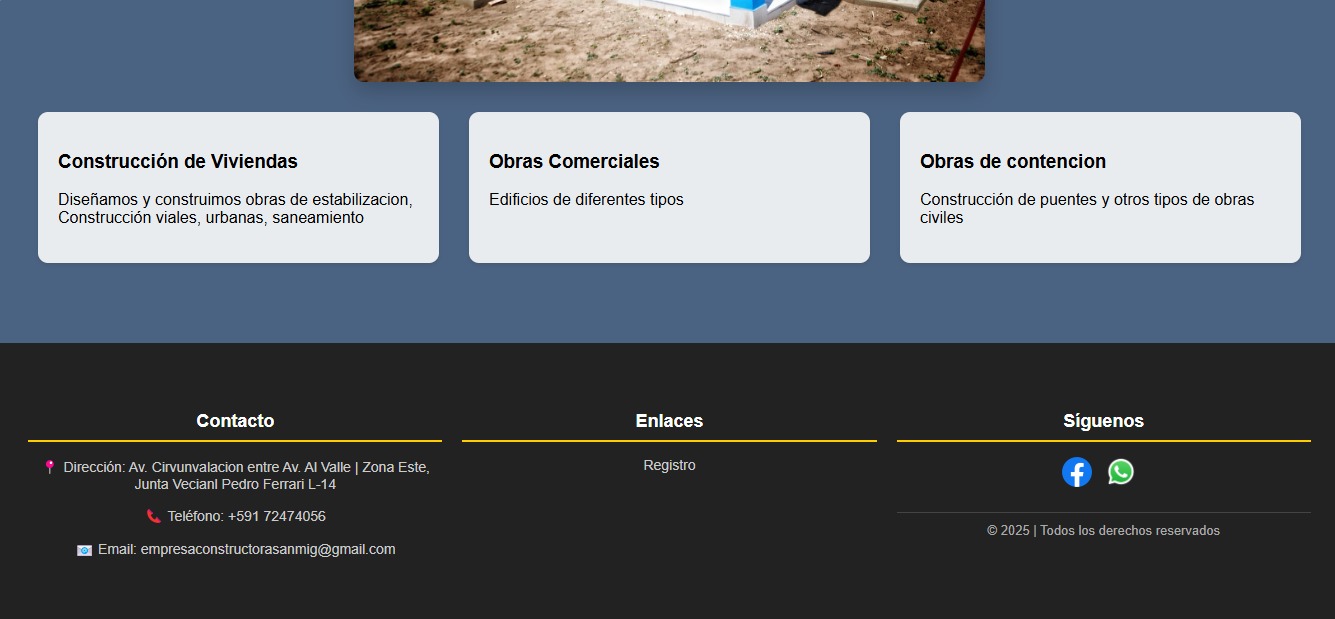 Construcción de Viviendas
Diseñamos y construimos obras de estabilizacion,
Construcción viales, urbanas, saneamiento
Obras Comerciales
Edificios de diferentes tipos
Obras de contencion
Construcción de puentes y otros tipos de obras
civiles
Contacto
Dirección: Av. Cirvunvalacion entre Av. Al Valle | Zona Este,
Junta Vecianl Pedro Ferrari L-14
Teléfono: +591 72474056
Email: empresaconstructorasanmig@gmail.com
Enlaces
Registro
Síguenos
© 2025 | Todos los derechos reservados